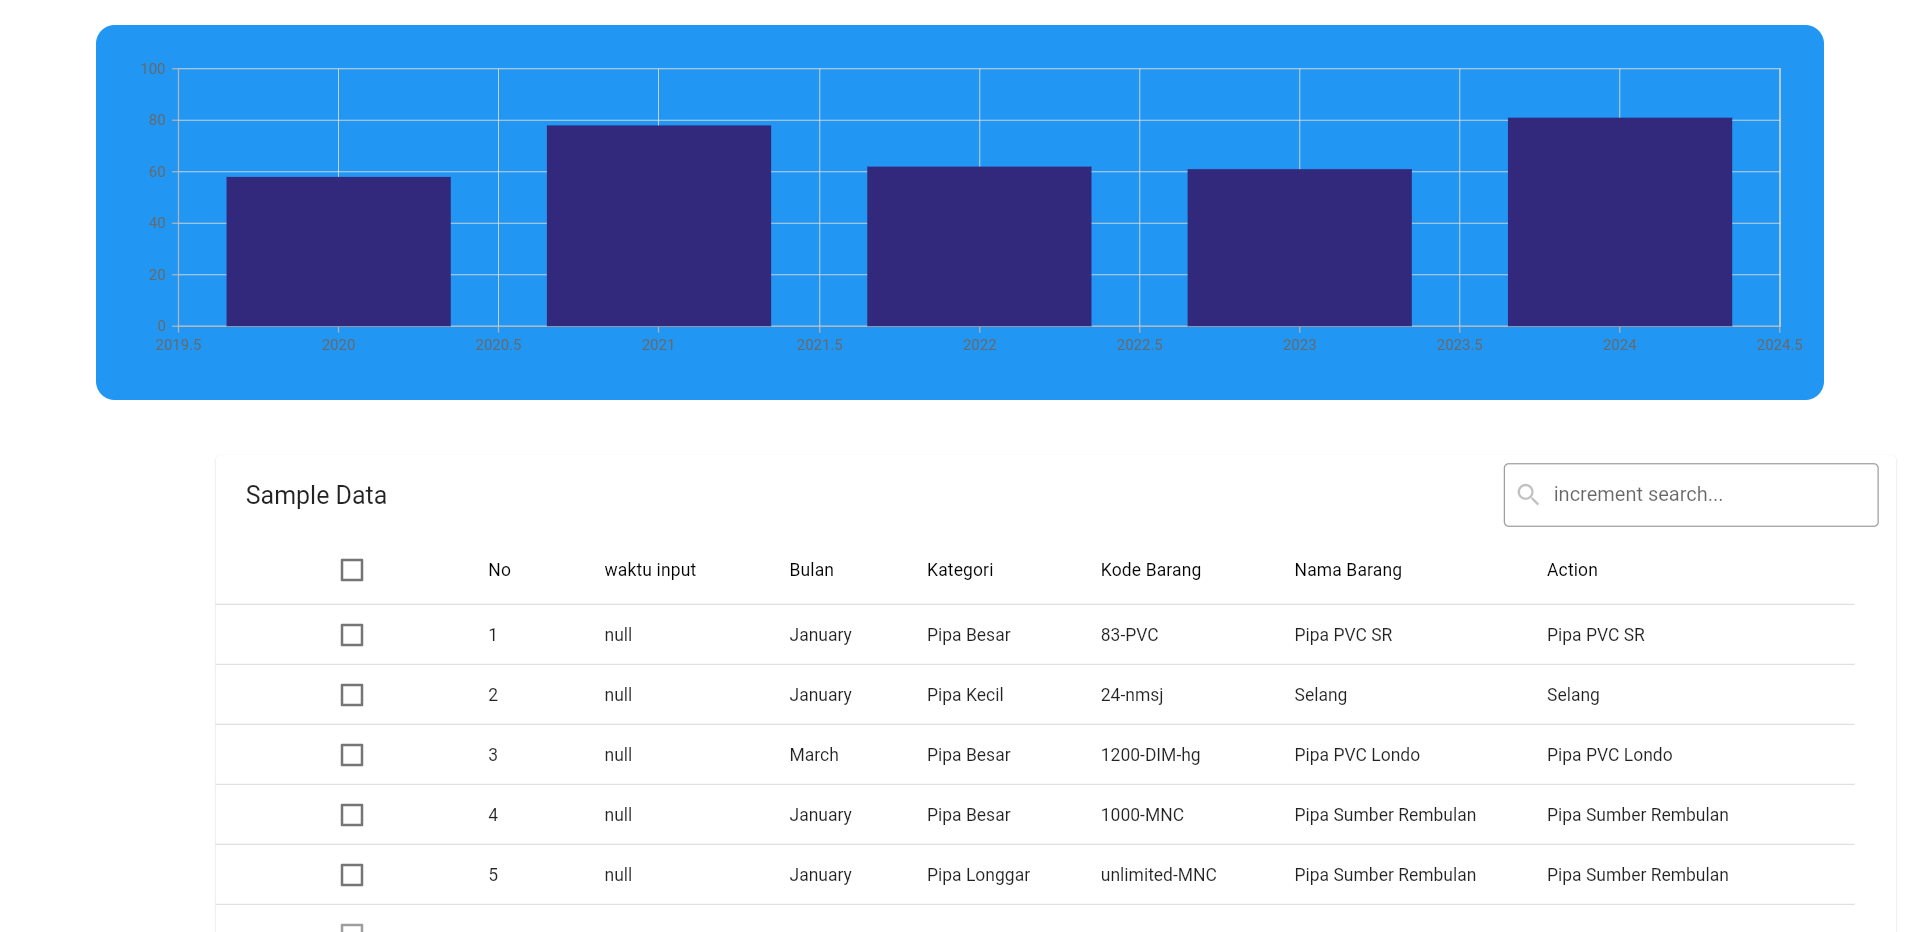 100
80
60
40
20
0
2019.5 2020 2020.5 2021 2021.5 2022 2022.5 2023 2023.5 2024 2024.5
Sample Data increment search...
No waktu input Bulan Kategori Kode Barang Nama Barang Action
1 null January Pipa Besar 83-PVC Pipa PVC SR Pipa PVC SR
2 null January Pipa Kecil 24-nmsj Selang Selang
3 null March Pipa Besar 1200-DIM-hg Pipa PVC Londo Pipa PVC Londo
4 null January Pipa Besar 1000-MNC Pipa Sumber Rembulan Pipa Sumber Rembulan
5 null January Pipa Longgar unlimited-MNC Pipa Sumber Rembulan Pipa Sumber Rembulan